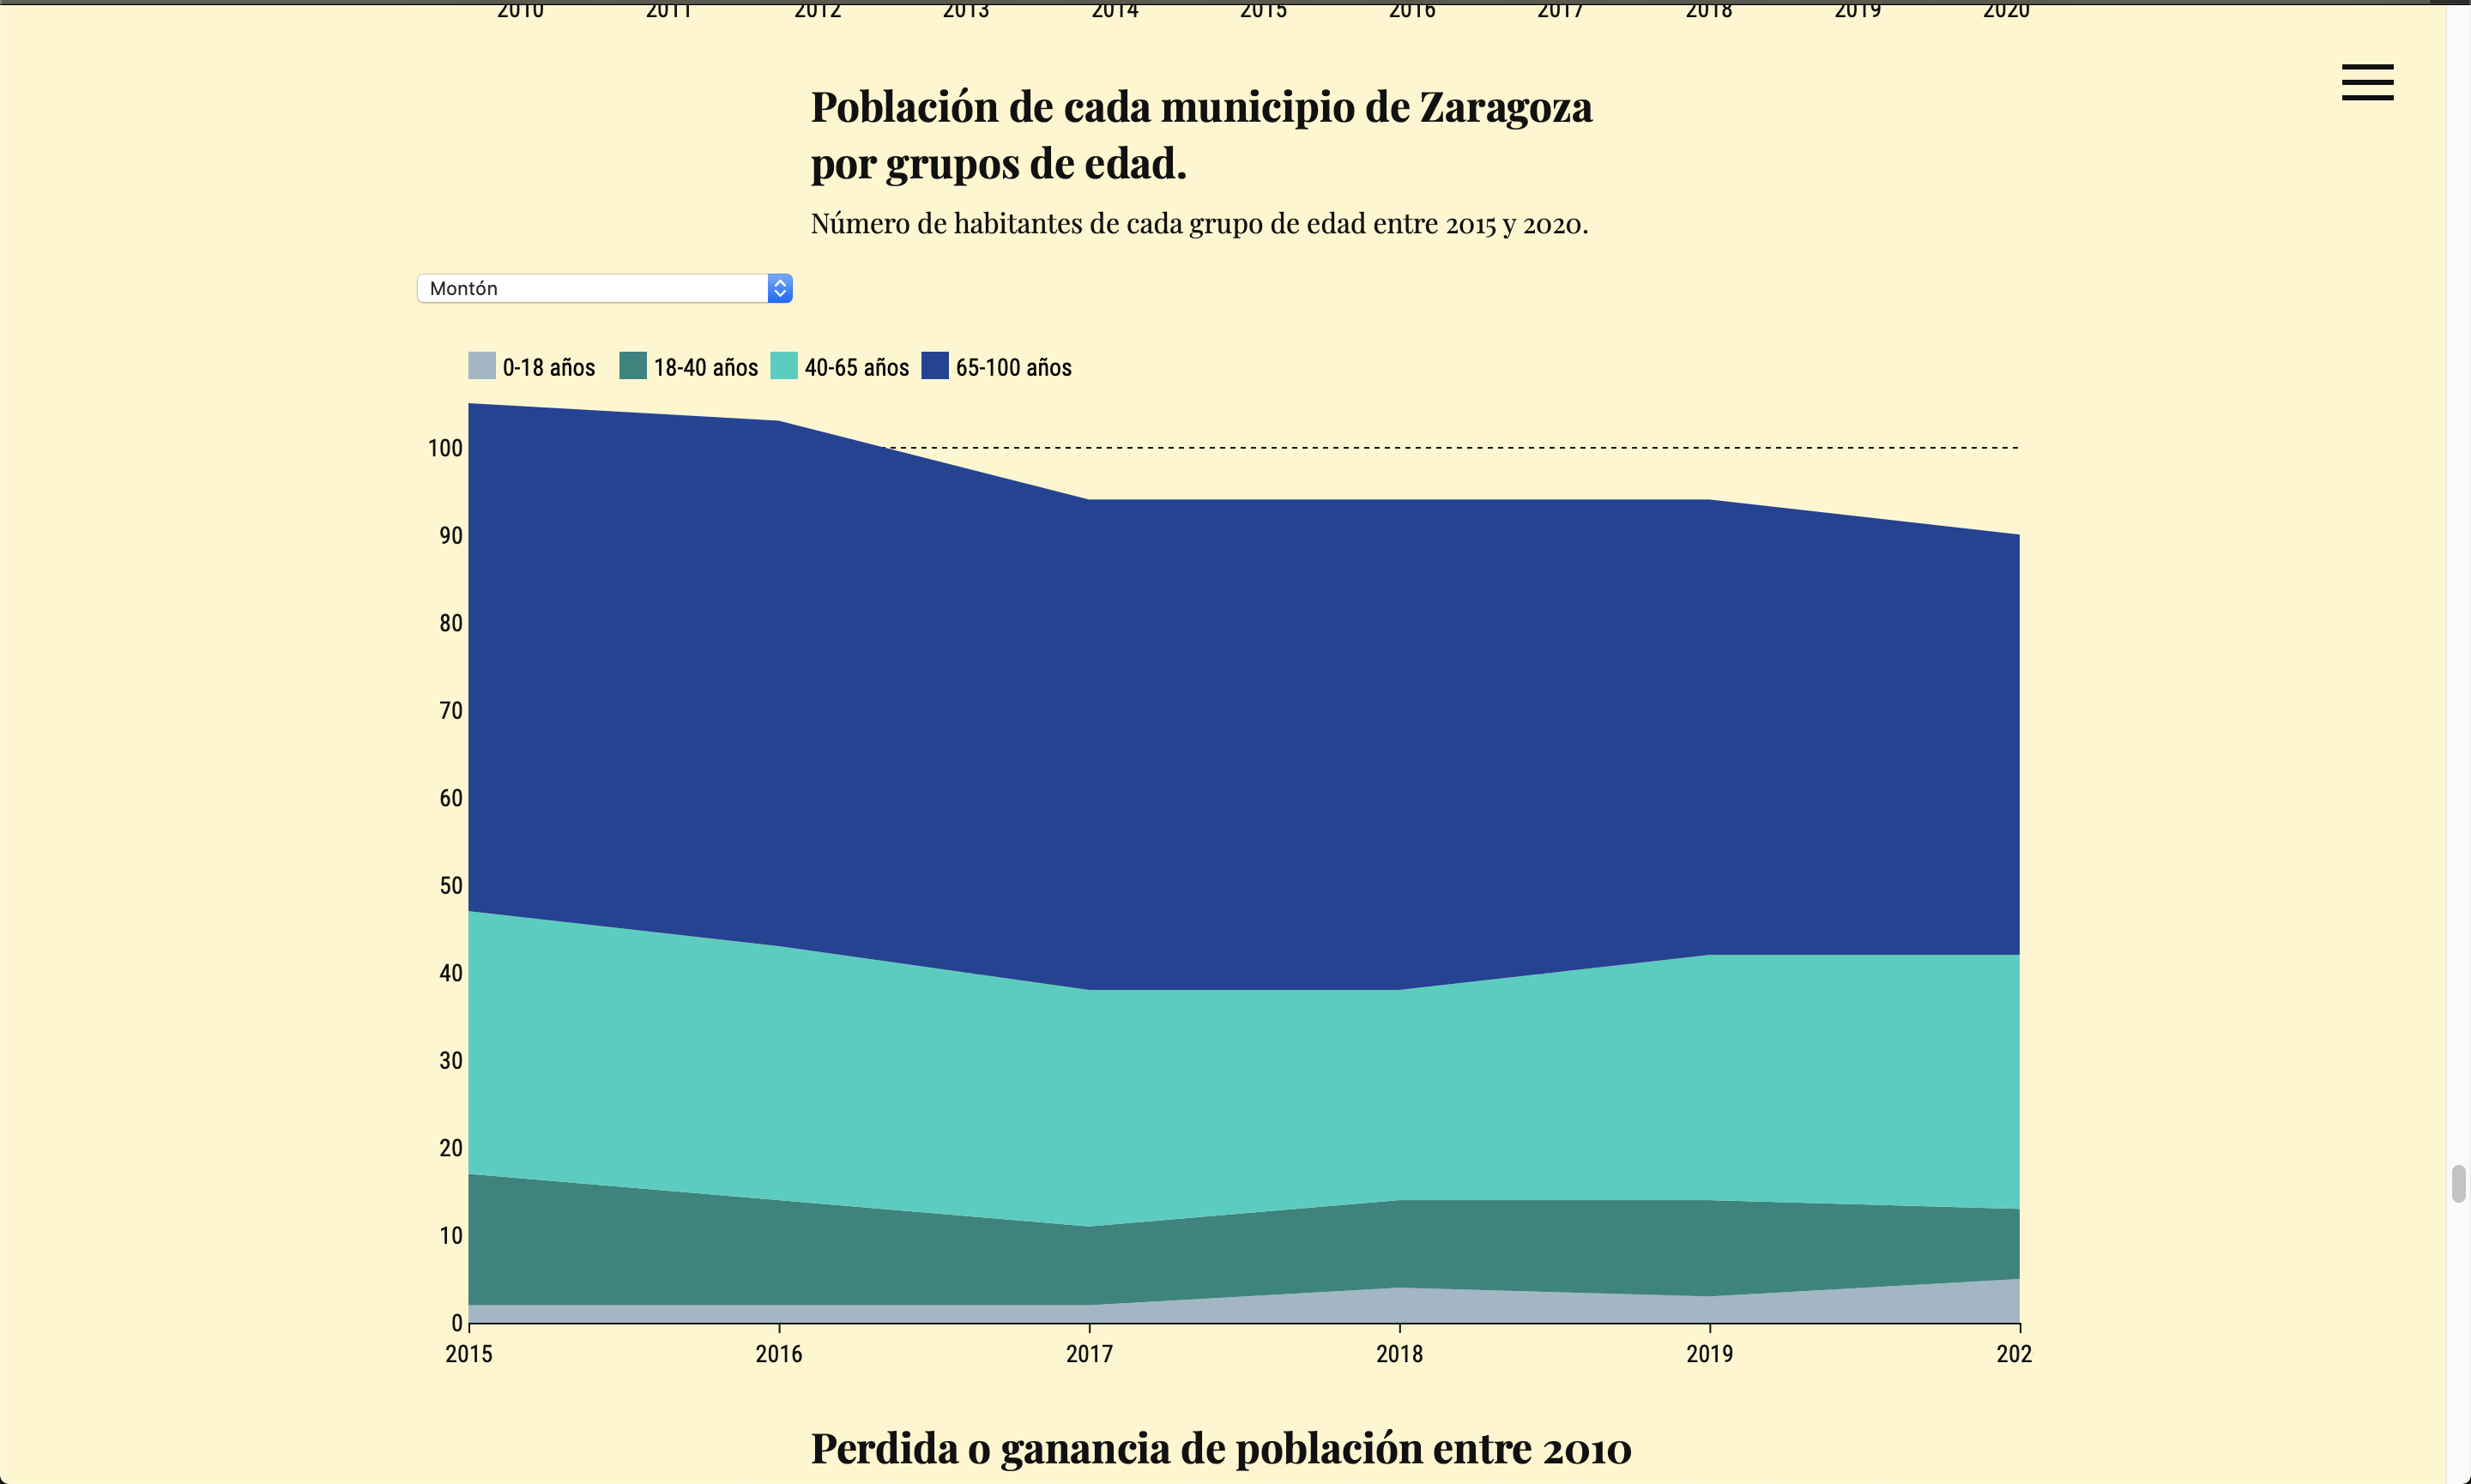 2010 2011 2012 2013 2014 2015 2016 2017 2018 2019 2020
Población de cada municipio de Zaragoza
por grupos de edad.
Número de habitantes de cada grupo de edad entre 2015 y 2020.
Montón
0-18 años 18-40 años 40-65 años 65-100 años
100
90
80
70
60
50
40
30
20
10
0
2015 2016 2017 2018 2019 202
Perdida o ganancia de población entre 2010